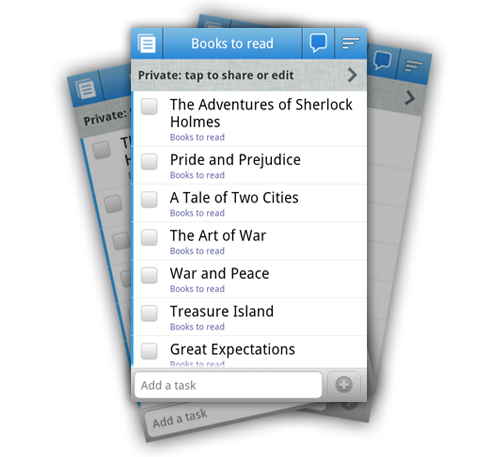 Books to read
Private: tap to share or edit
The Adventures of Sherlock
Holmes
Books to read
Pride and Prejudice
Books to read
A Tale of Two Cities
Books to read
The Art of War
Books to read
War and Peace
Books to read
Treasure Island
Books to read
Great Expectations
Books to read
Add a task
Private:
Add a task